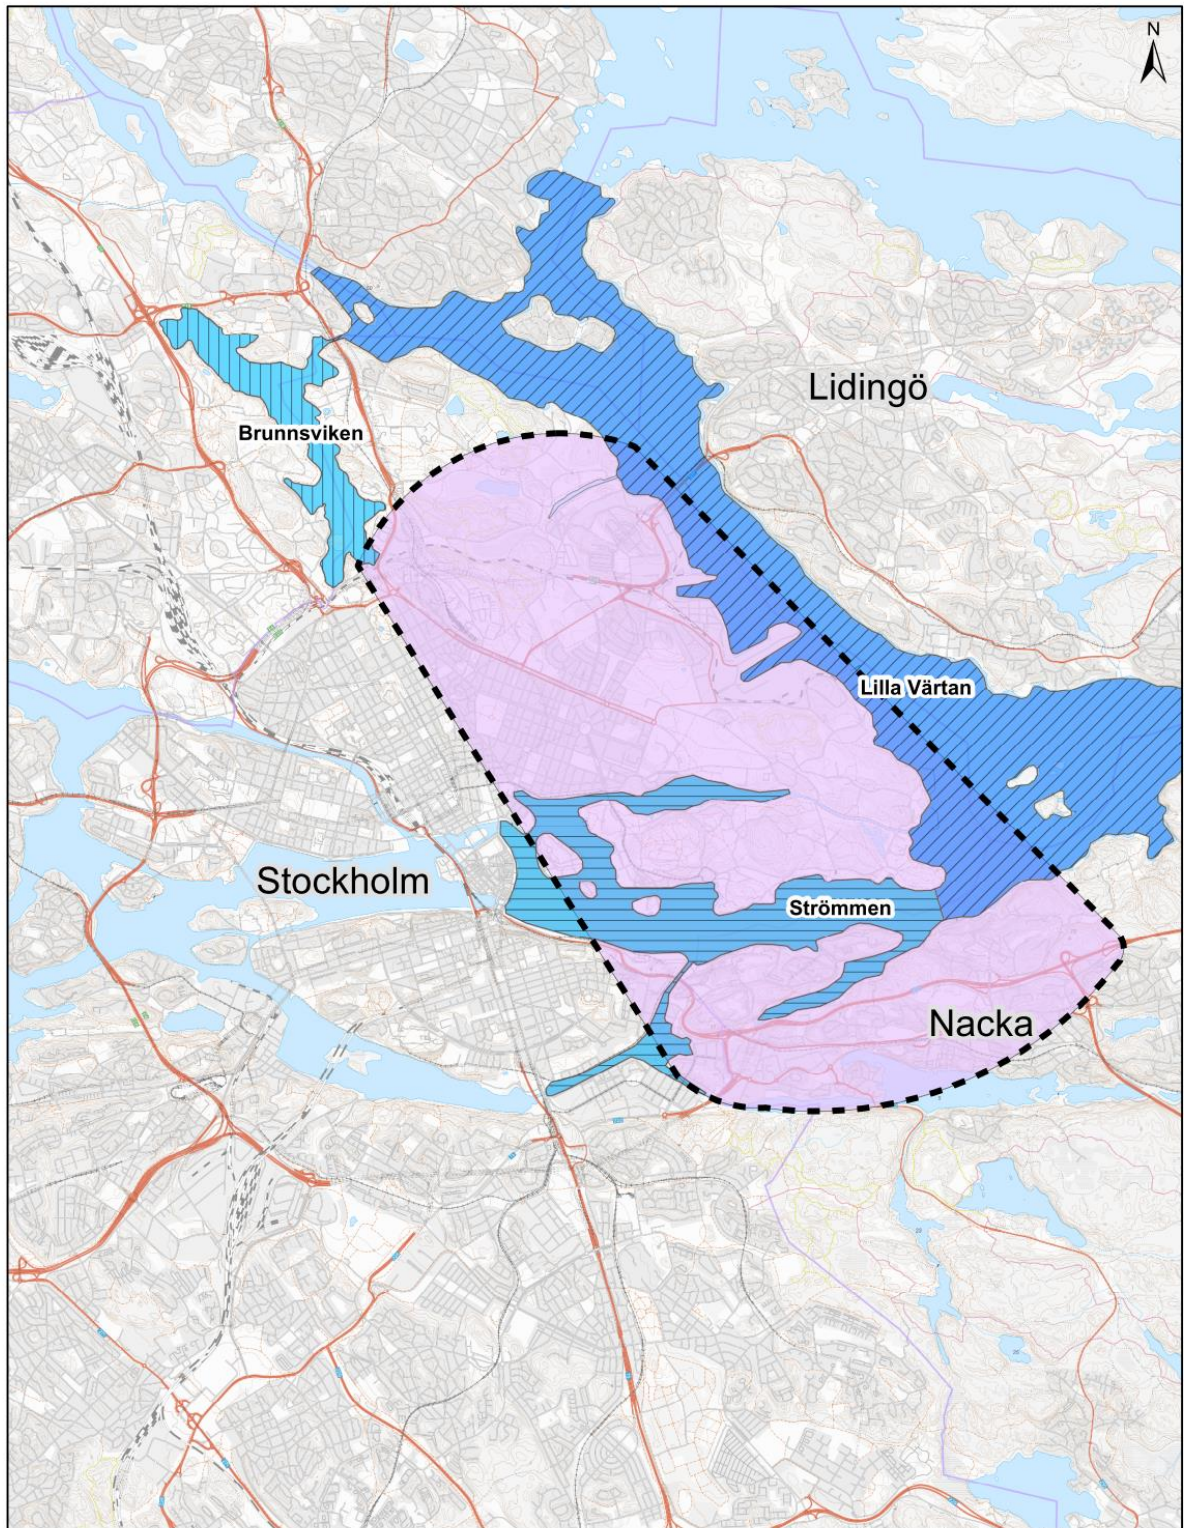 N
Lidingö
Brunnsviken
Lilla Värtan
Stockholm
Strömmen
Nacka